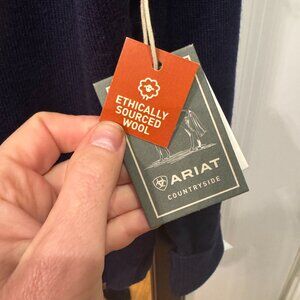 ETHICALLY
SOURCED
WOOL
ARIAT
COUNTRYSIDE